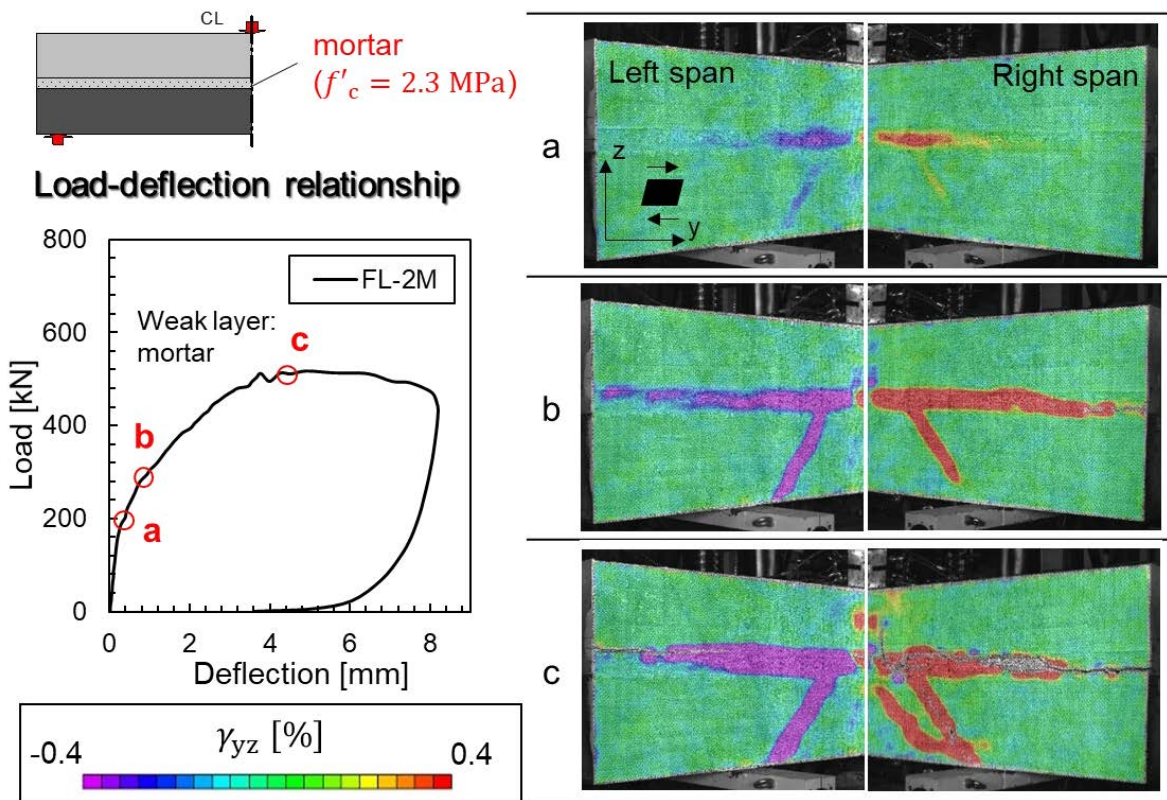 CL
mortar
(f′c = 2.3 MPa)
Load-deflection relationship
800
600
400
200
0
Load [kN]
FL-2M
Weak layer:
mortar
a
b
c
0
2
4
6
8
Deflection [mm]
γyz [%]
-0.4
0.4
a
Left span
Right span
z
y
b
c